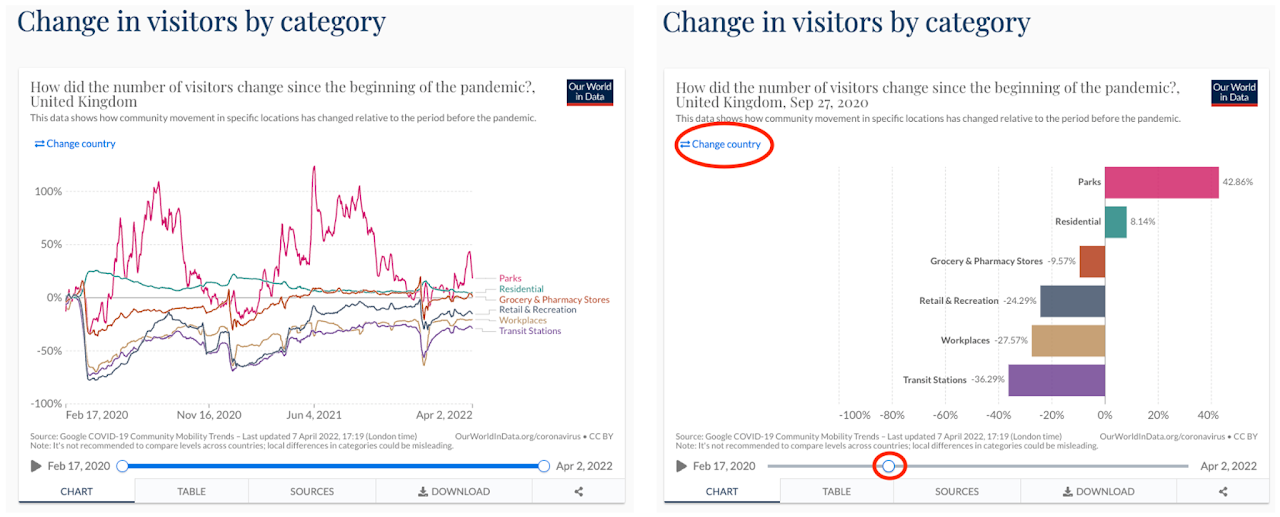 Change in visitors by category
How did the number of visitors change since the beginning of the pandemic?,
United Kingdom
Our World
in Data
This data shows how community movement in specific locations has changed relative to the period before the pandemic.
⇄ Change country
100%
50%
0%
-50%
-100%
Parks
Residential
Grocery & Pharmacy Stores
Retail & Recreation
Workplaces
Transit Stations
Feb 17, 2020 Nov 16, 2020 Jun 4, 2021 Apr 2, 2022
Source: Google COVID-19 Community Mobility Trends – Last updated 7 April 2022, 17:19 (London time) OurWorldInData.org/coronavirus • CC BY
Note: It's not recommended to compare levels across countries; local differences in categories could be misleading.
Feb 17, 2020 Apr 2, 2022
CHART TABLE SOURCES DOWNLOAD
Change in visitors by category
How did the number of visitors change since the beginning of the pandemic?,
United Kingdom, Sep 27, 2020
Our World
in Data
This data shows how community movement in specific locations has changed relative to the period before the pandemic.
⇄ Change country
Parks 42.86%
Residential 8.14%
Grocery & Pharmacy Stores -9.57%
Retail & Recreation -24.29%
Workplaces -27.57%
Transit Stations -36.29%
-100% -80% -60% -40% -20% 0% 20% 40%
Source: Google COVID-19 Community Mobility Trends – Last updated 7 April 2022, 17:19 (London time) OurWorldInData.org/coronavirus • CC BY
Note: It's not recommended to compare levels across countries; local differences in categories could be misleading.
Feb 17, 2020 Apr 2, 2022
CHART TABLE SOURCES DOWNLOAD